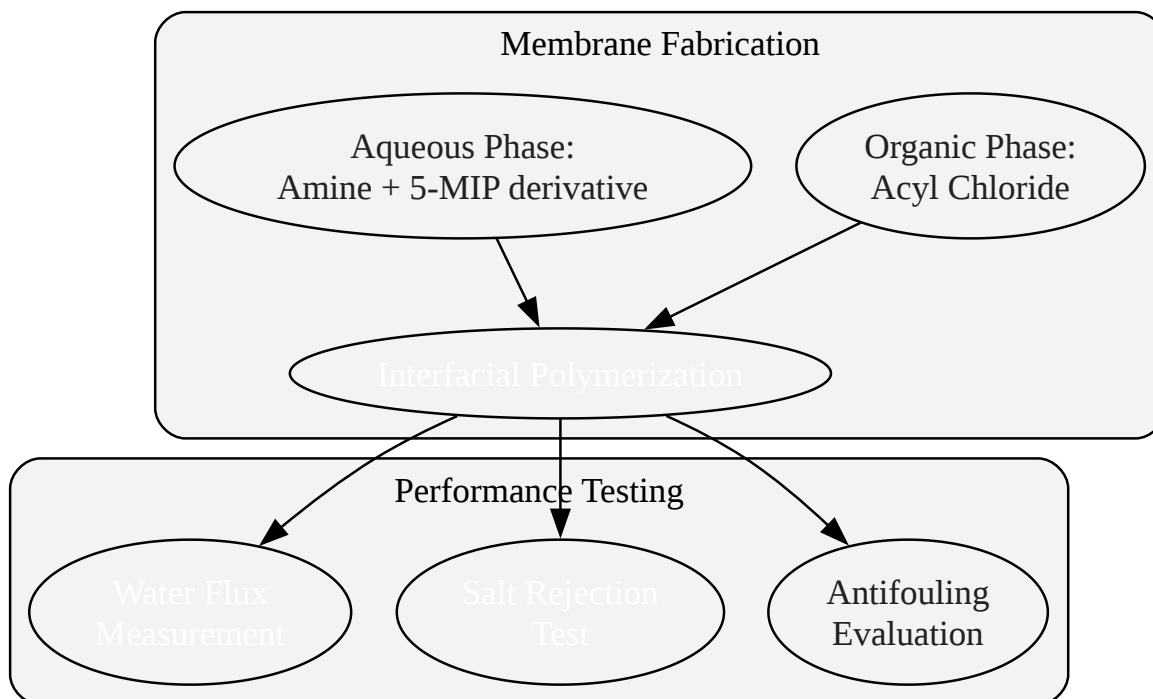 Membrane Fabrication
Aqueous Phase:
Amine + 5-MIP derivative
Organic Phase:
Acyl Chloride
Interfacial Polymerization
Performance Testing
Water Flux
Measurement
Salt Rejection
Test
Antifouling
Evaluation